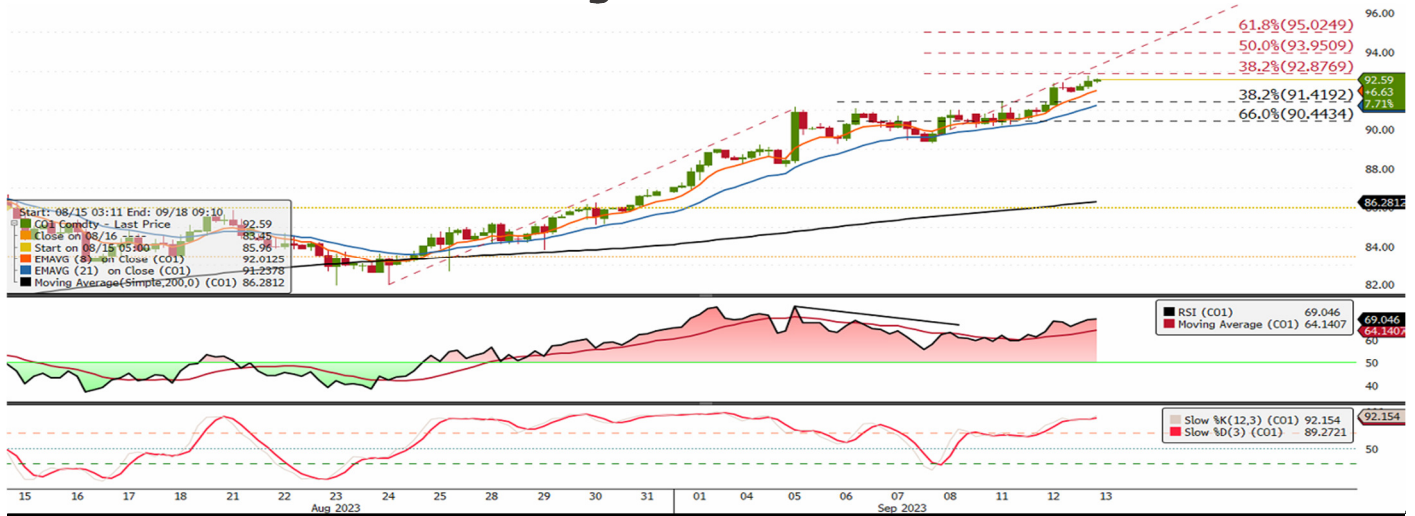 96.00
61.8%(95.0249)
50.0%(93.9509)
94.00
38.2%(92.8769)
92.59
+6.63
7.71%
38.2%(91.4192)
66.0%(90.4434)
90.00
88.00
86.2812
84.00
82.00
Start: 08/15 03:11 End: 09/18 09:10
CO1 Comdty - Last Price 92.59
Close on 08/16 83.45
Start on 08/15 05:00 85.96
EMAVG (8) on Close (CO1) 92.0125
EMAVG (21) on Close (CO1) 91.2378
Moving Average(Simple,200,0) (CO1) 86.2812
RSI (CO1) 69.046
Moving Average (CO1) 64.1407
69.046
64.1407
60
50
40
Slow %K(12,3) (CO1) 92.154
Slow %D(3) (CO1) 89.2721
92.154
50
15 16 17 18 21 22 23 24 25 28 29 30 31 01 04 05 06 07 08 11 12 13
Aug 2023 Sep 2023